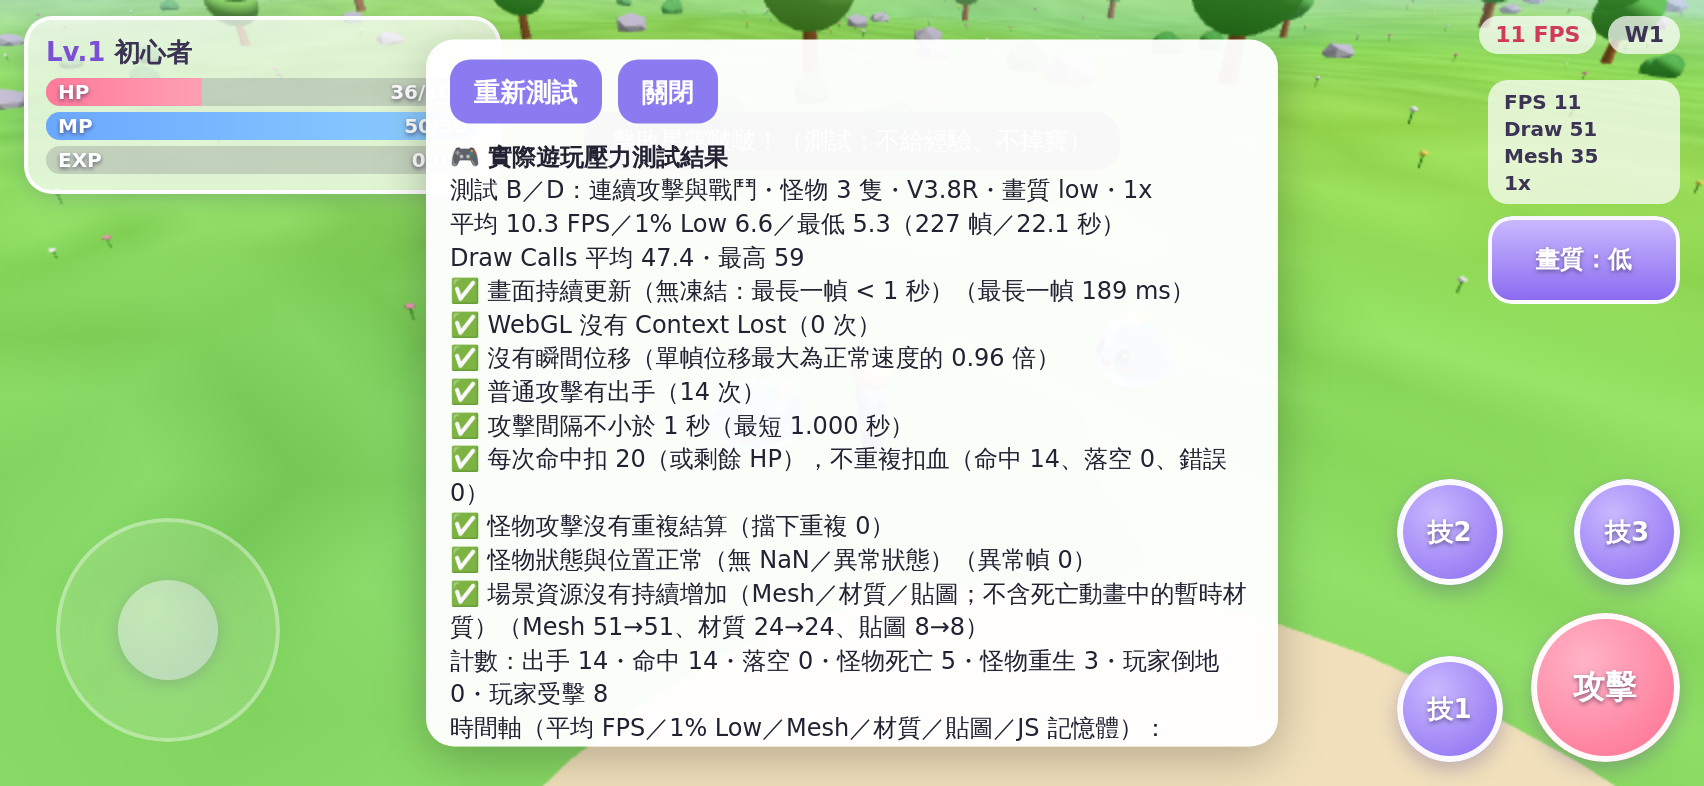 Lv.1 初心者
HP 36/
MP 50/50
EXP 0
11 FPS
W1
FPS 11
Draw 51
Mesh 35
1x
畫質：低
重新測試
關閉
！（測試：不給經驗、不掉寶）
🎮 實際遊玩壓力測試結果
測試 B／D：連續攻擊與戰鬥・怪物 3 隻・V3.8R・畫質 low・1x
平均 10.3 FPS／1% Low 6.6／最低 5.3（227 幀／22.1 秒）
Draw Calls 平均 47.4・最高 59
✅ 畫面持續更新（無凍結：最長一幀 < 1 秒）（最長一幀 189 ms）
✅ WebGL 沒有 Context Lost（0 次）
✅ 沒有瞬間位移（單幀位移最大為正常速度的 0.96 倍）
✅ 普通攻擊有出手（14 次）
✅ 攻擊間隔不小於 1 秒（最短 1.000 秒）
✅ 每次命中扣 20（或剩餘 HP），不重複扣血（命中 14、落空 0、錯誤
0）
✅ 怪物攻擊沒有重複結算（擋下重複 0）
✅ 怪物狀態與位置正常（無 NaN／異常狀態）（異常幀 0）
✅ 場景資源沒有持續增加（Mesh／材質／貼圖；不含死亡動畫中的暫時材
質）（Mesh 51→51、材質 24→24、貼圖 8→8）
計數：出手 14・命中 14・落空 0・怪物死亡 5・怪物重生 3・玩家倒地
0・玩家受擊 8
時間軸（平均 FPS／1% Low／Mesh／材質／貼圖／JS 記憶體）：
技2
技3
技1
攻擊